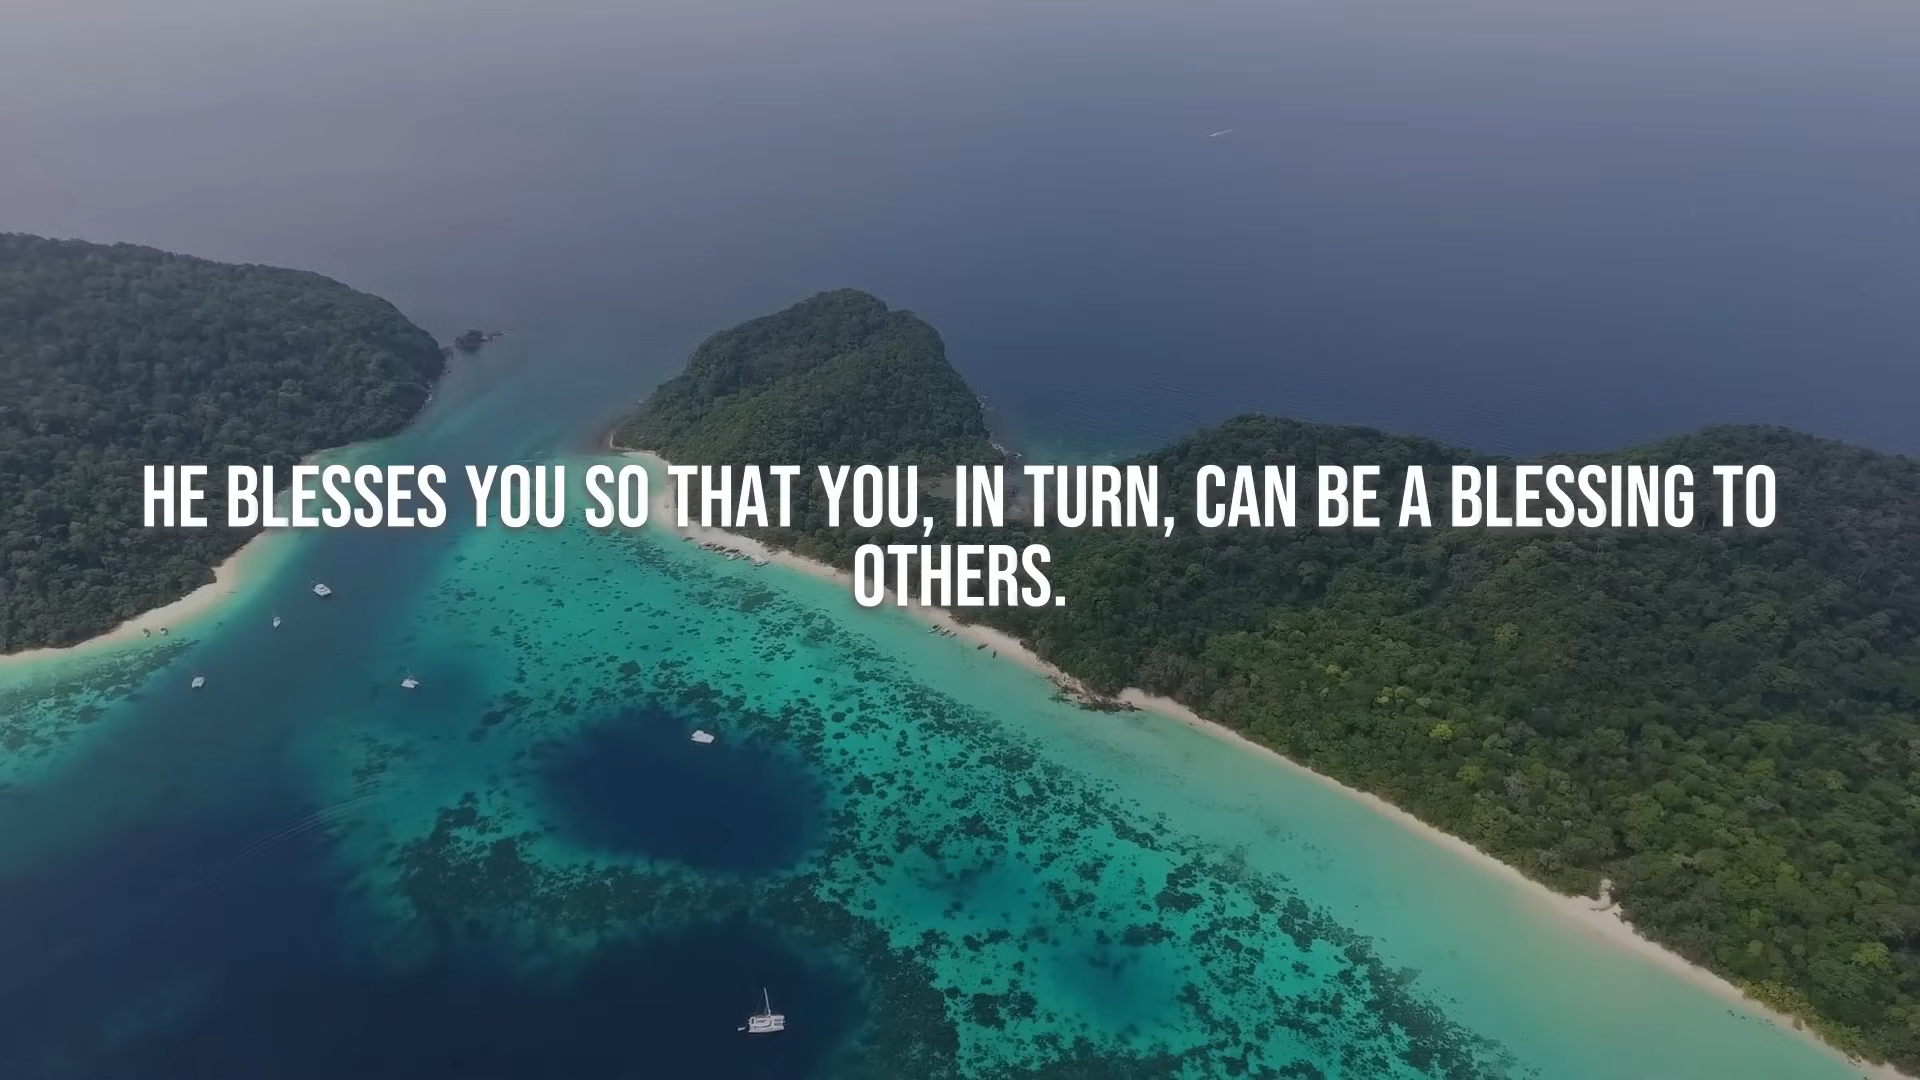 HE BLESSES YOU SO THAT YOU, IN TURN, CAN BE A BLESSING TO
OTHERS.